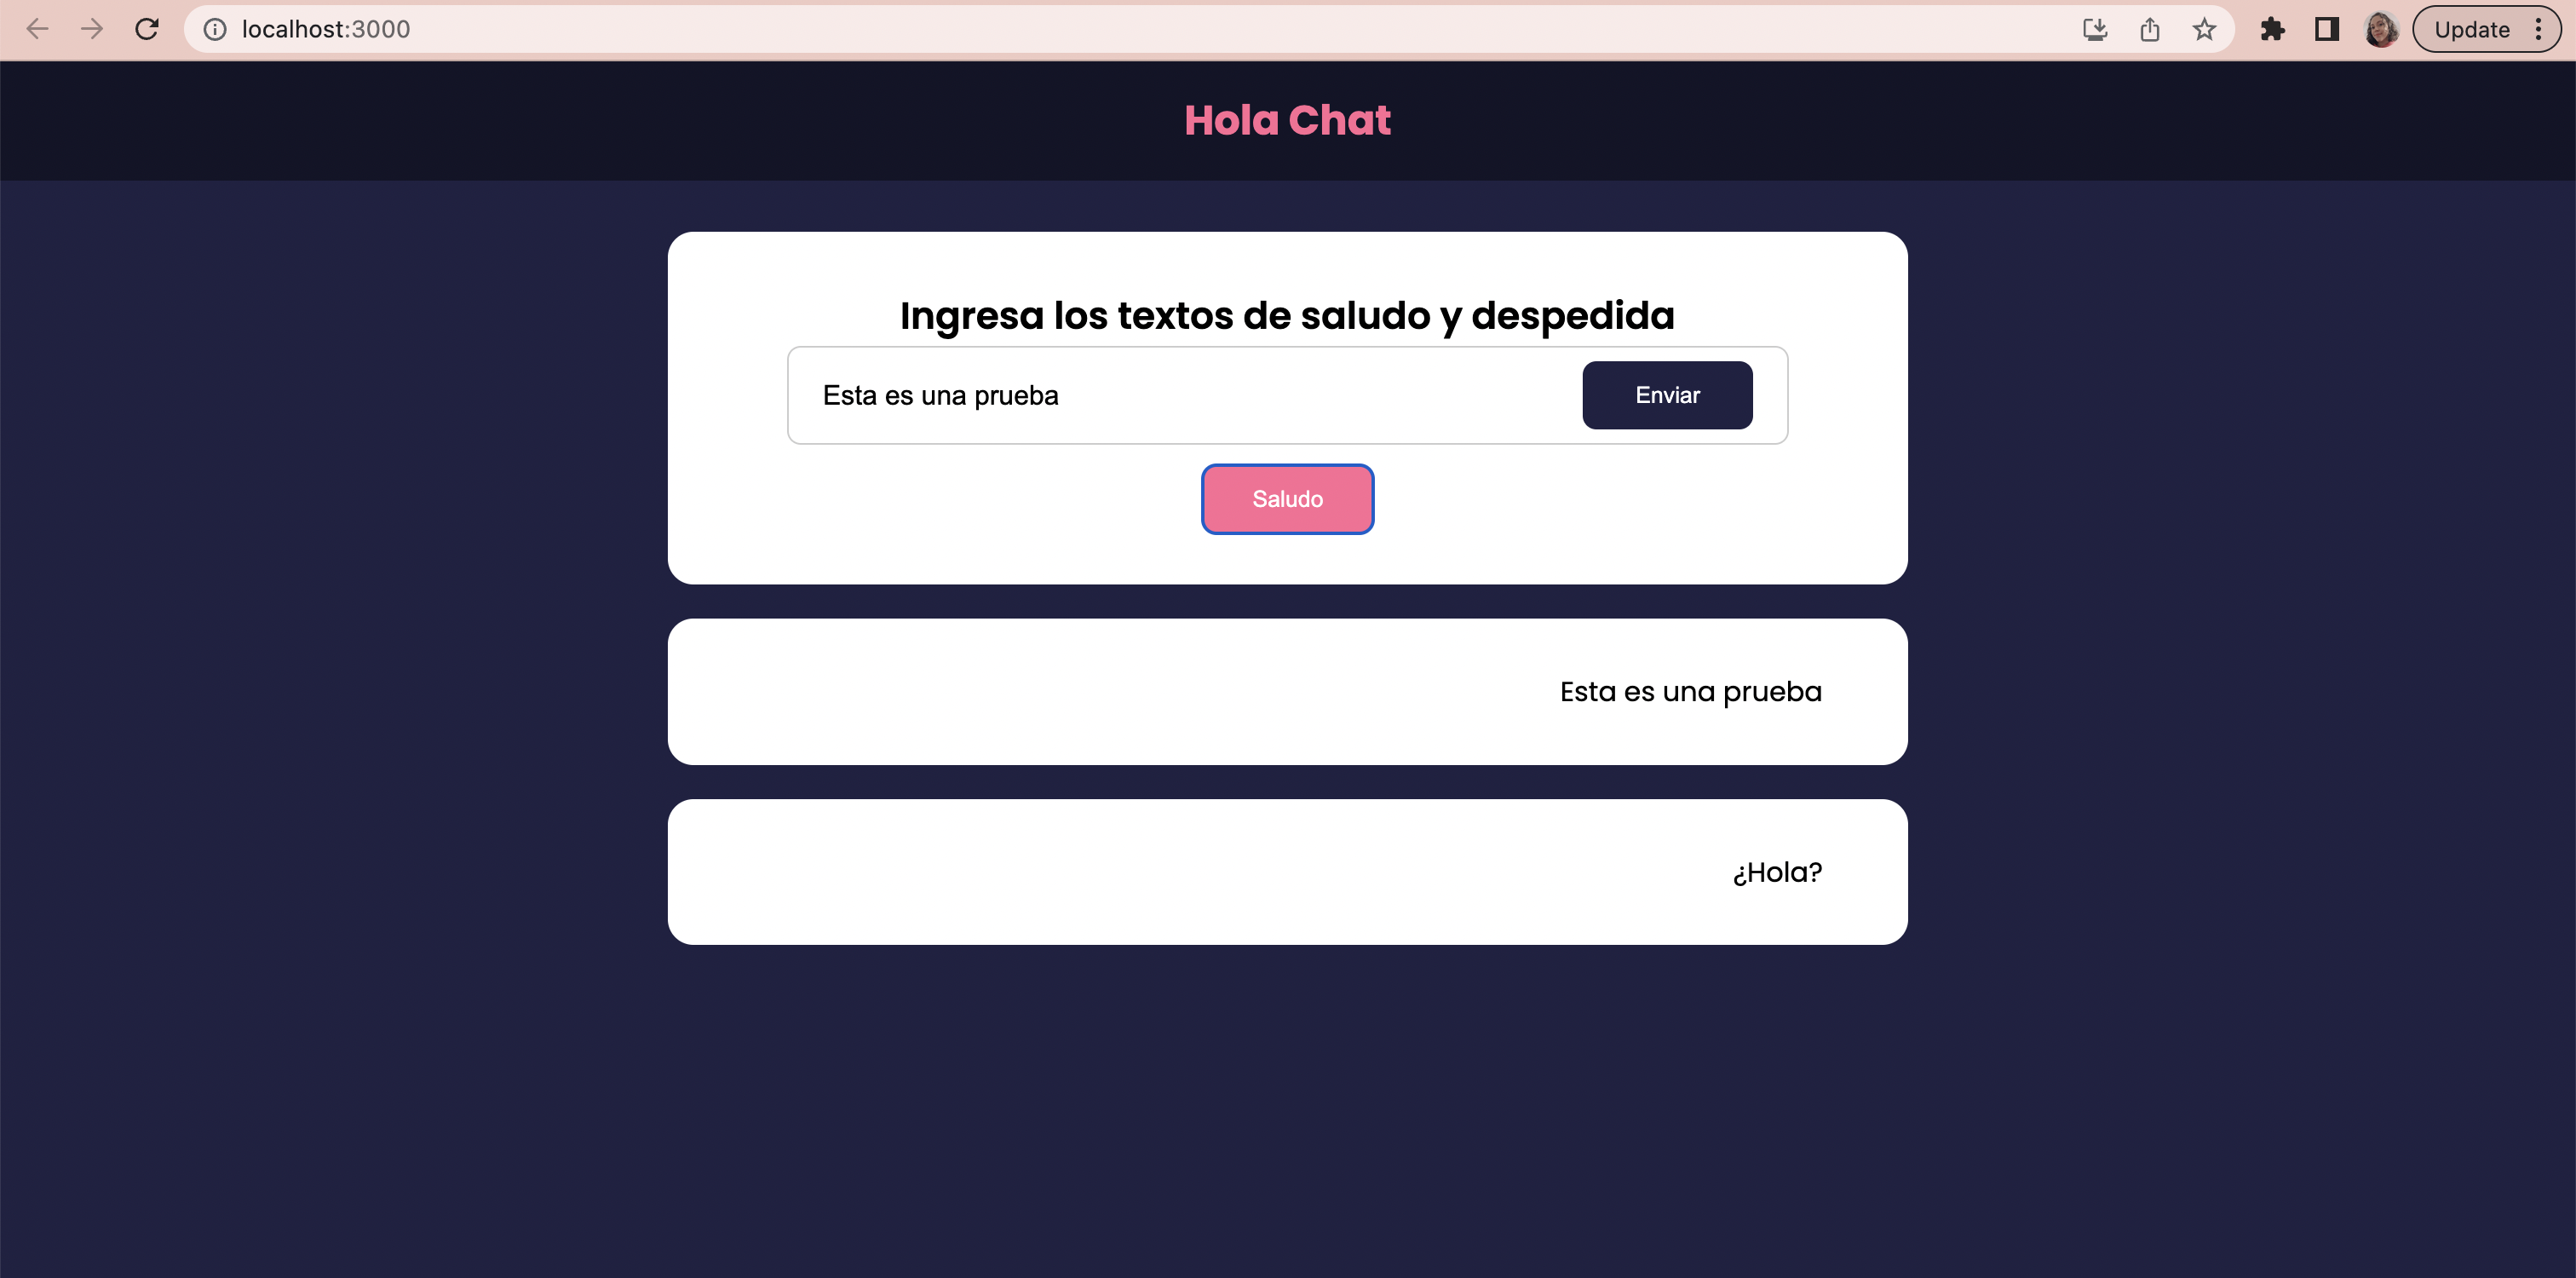 localhost:3000
Update
Hola Chat
Ingresa los textos de saludo y despedida
Esta es una prueba
Enviar
Saludo
Esta es una prueba
¿Hola?